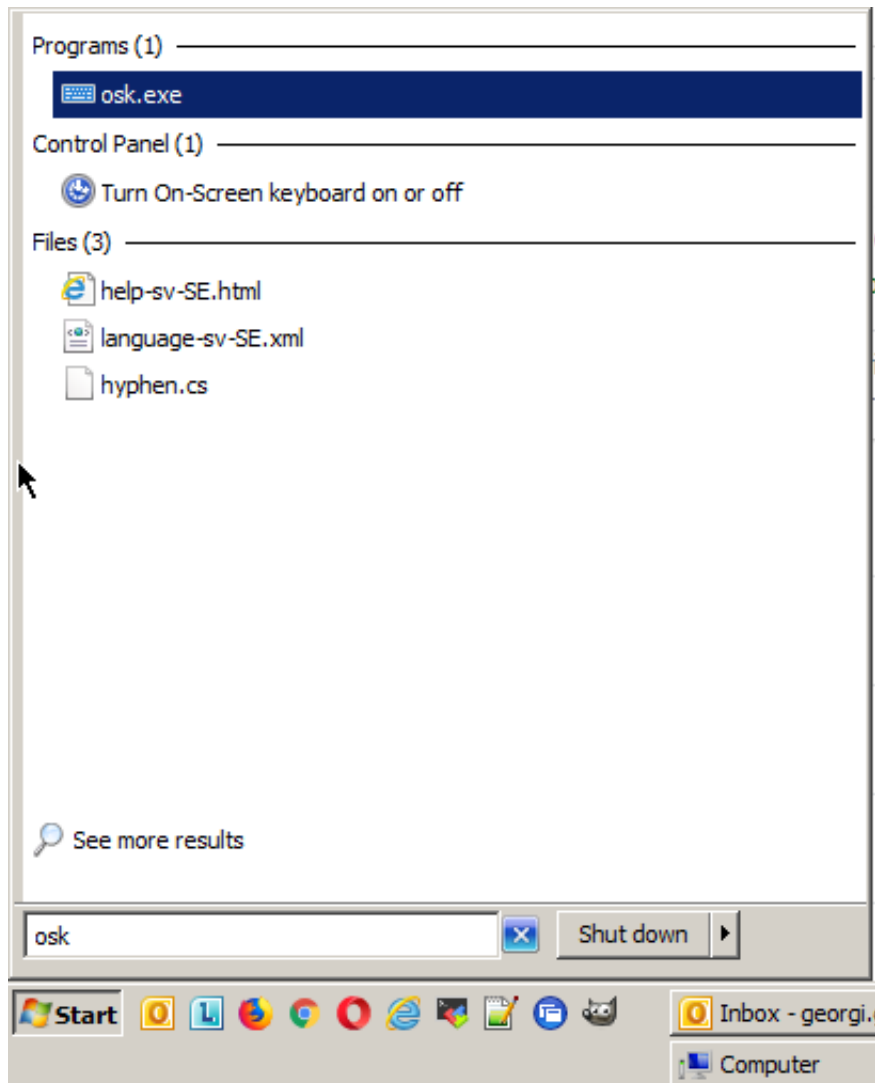 Programs (1)
osk.exe
Control Panel (1)
Turn On-Screen keyboard on or off
Files (3)
help-sv-SE.html
language-sv-SE.xml
hyphen.cs
See more results
osk
Shut down
Start
Inbox - georgi.
Computer